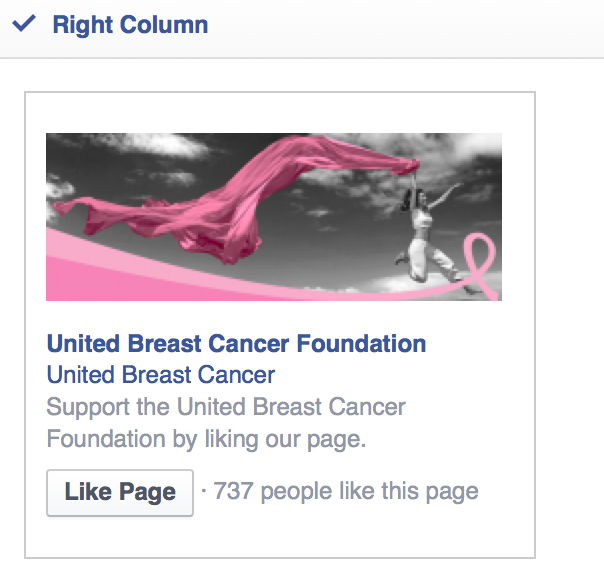 Right Column
United Breast Cancer Foundation
United Breast Cancer
Support the United Breast Cancer
Foundation by liking our page.
Like Page · 737 people like this page